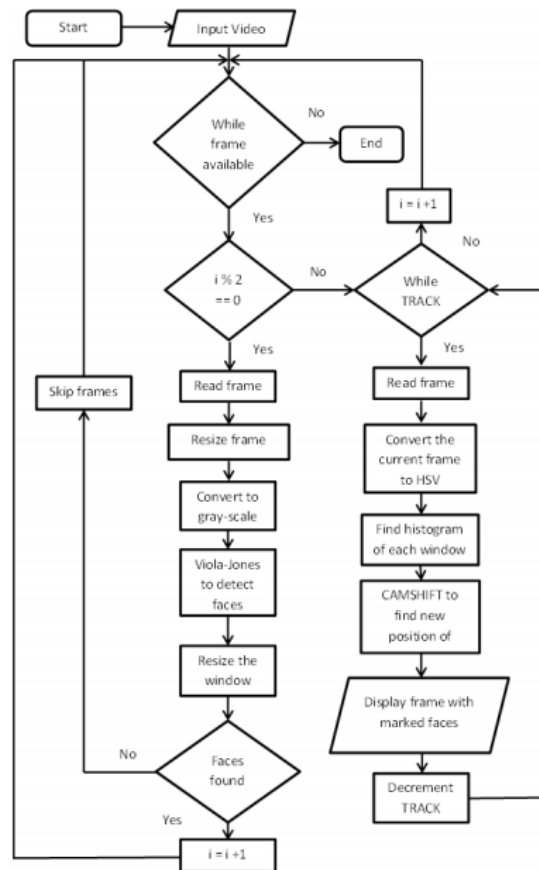 Start
Input Video
While
frame
available
No
End
Yes
i = i +1
No
i % 2
== 0
No
While
TRACK
Yes
Yes
Skip frames
Read frame
Read frame
Resize frame
Convert the
current frame
to HSV
Convert to
gray-scale
Find histogram
of each window
Viola-Jones
to detect
faces
CAMSHIFT to
find new
position of
Resize the
window
Display frame with
marked faces
No
Faces
found
Decrement
TRACK
Yes
i = i +1